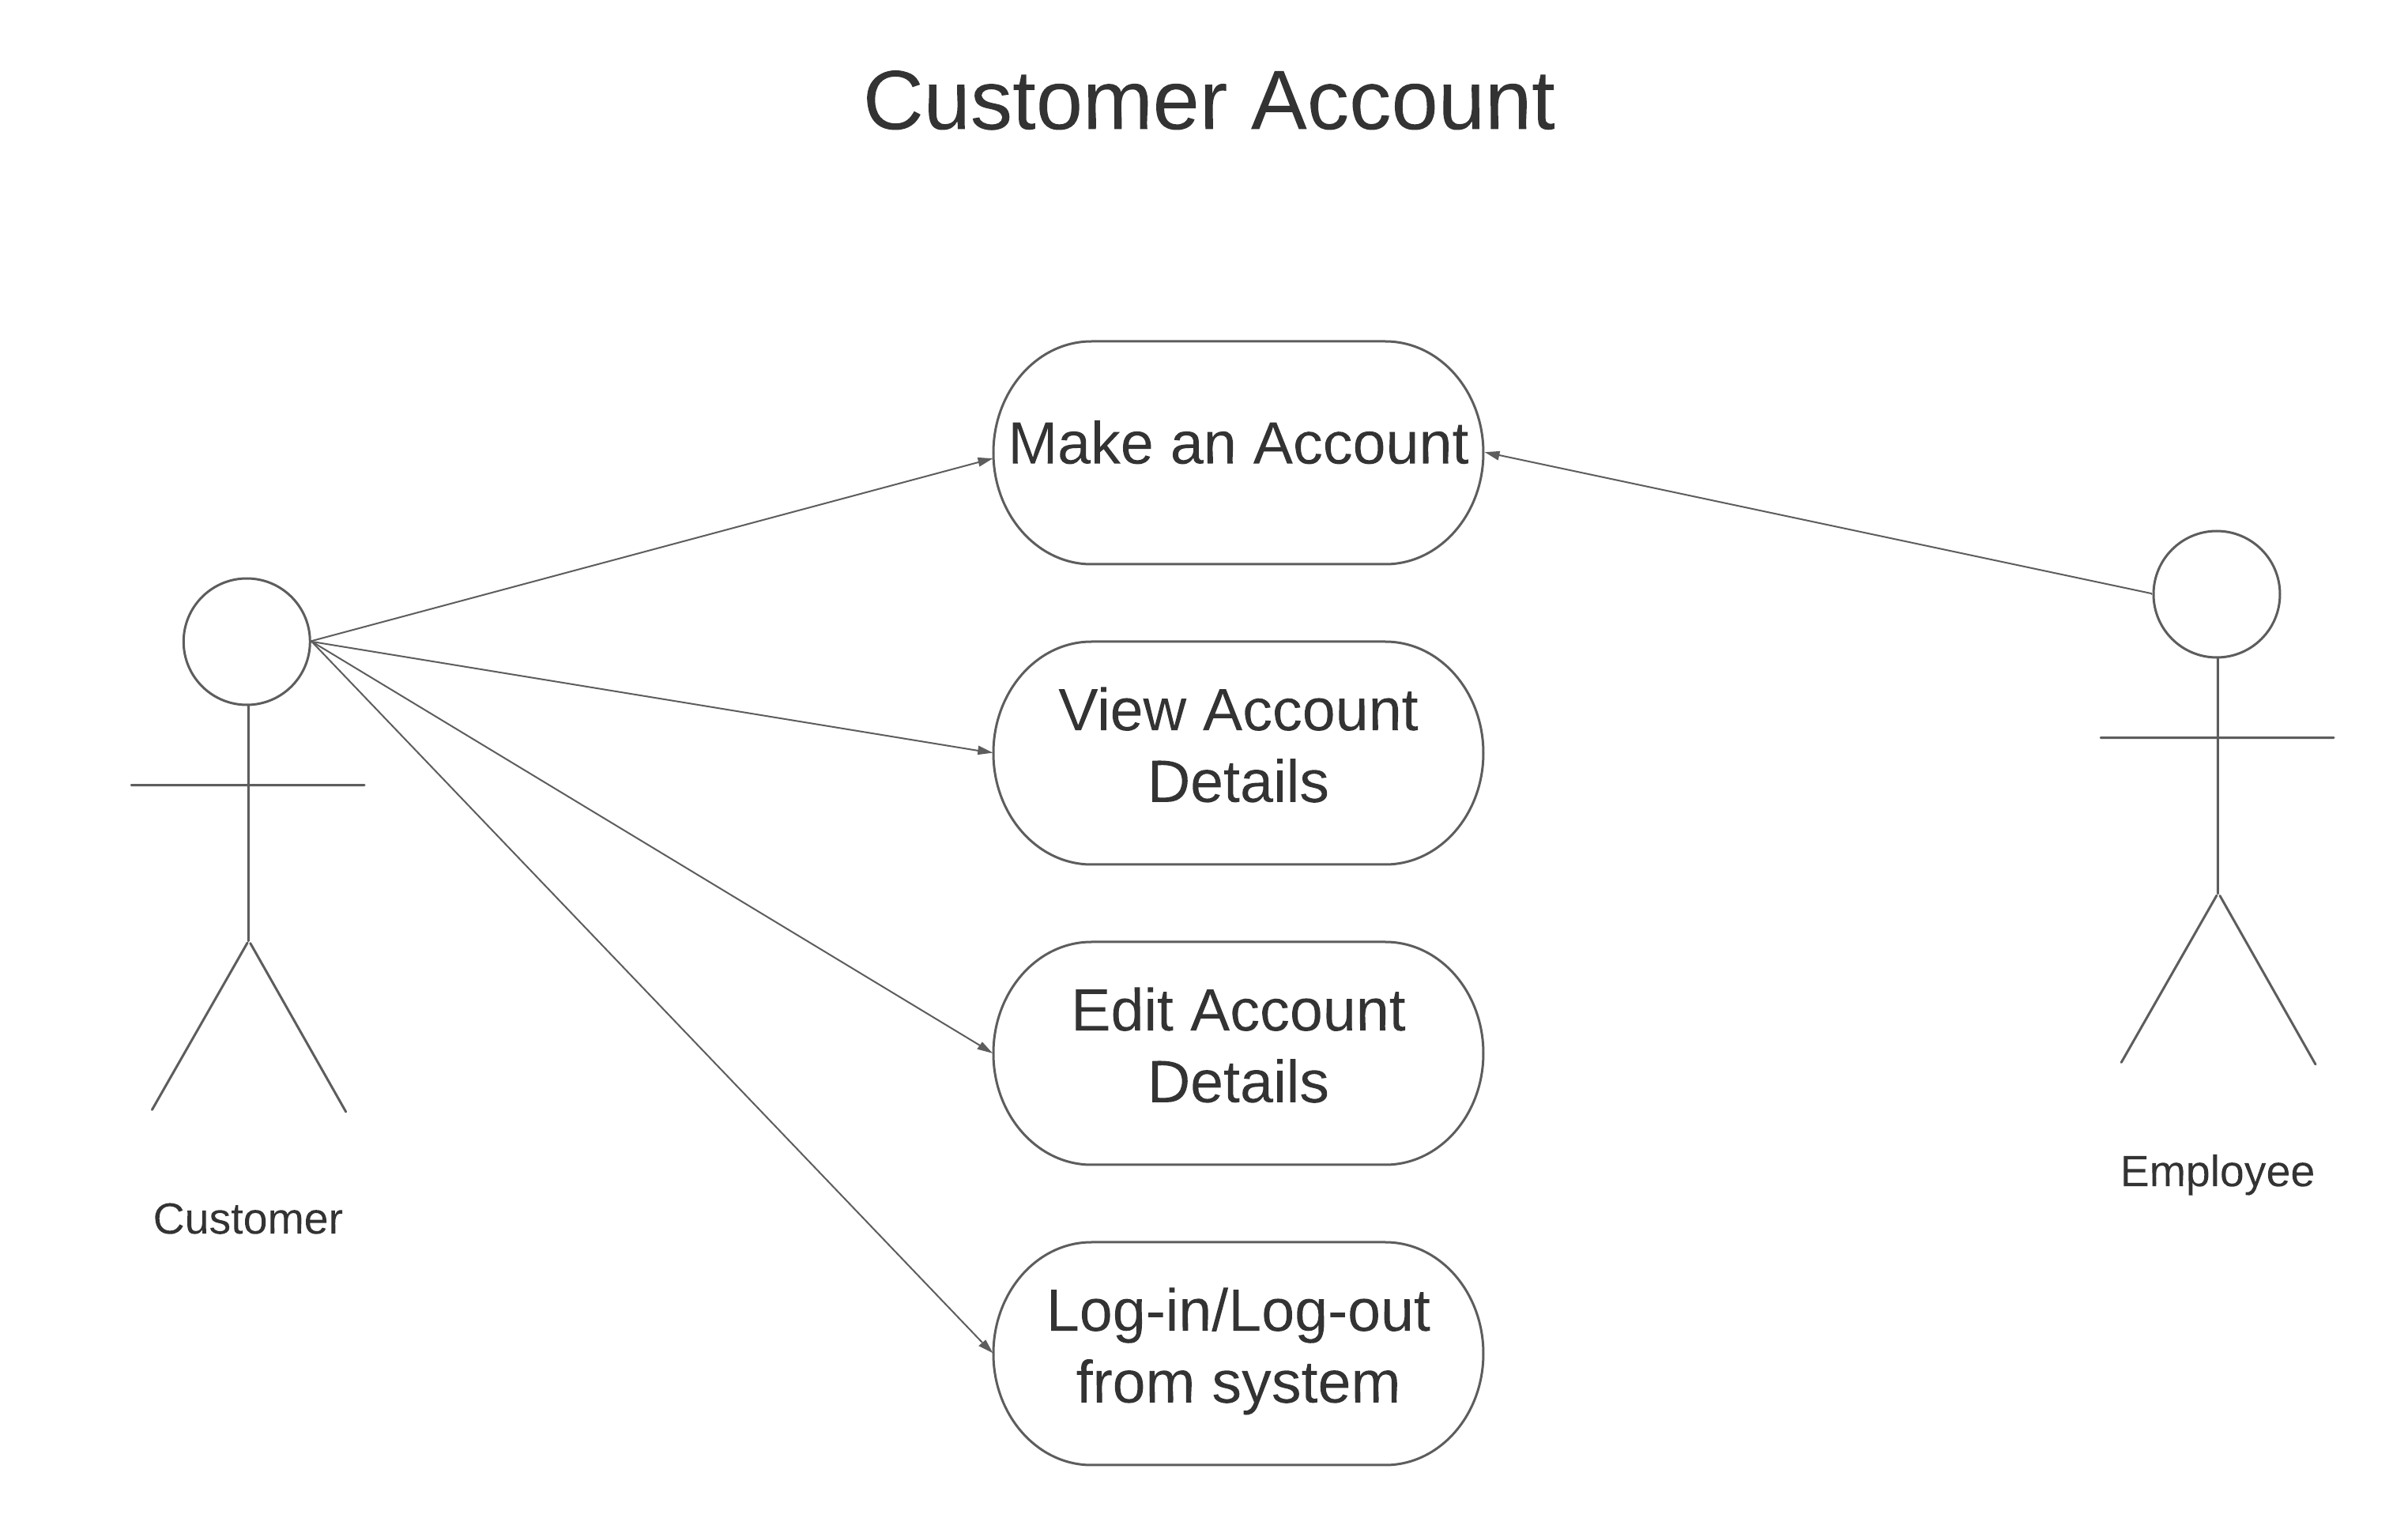 Customer Account
Make an Account
View Account
Details
Edit Account
Details
Employee
Customer
Log-in/Log-out
from system